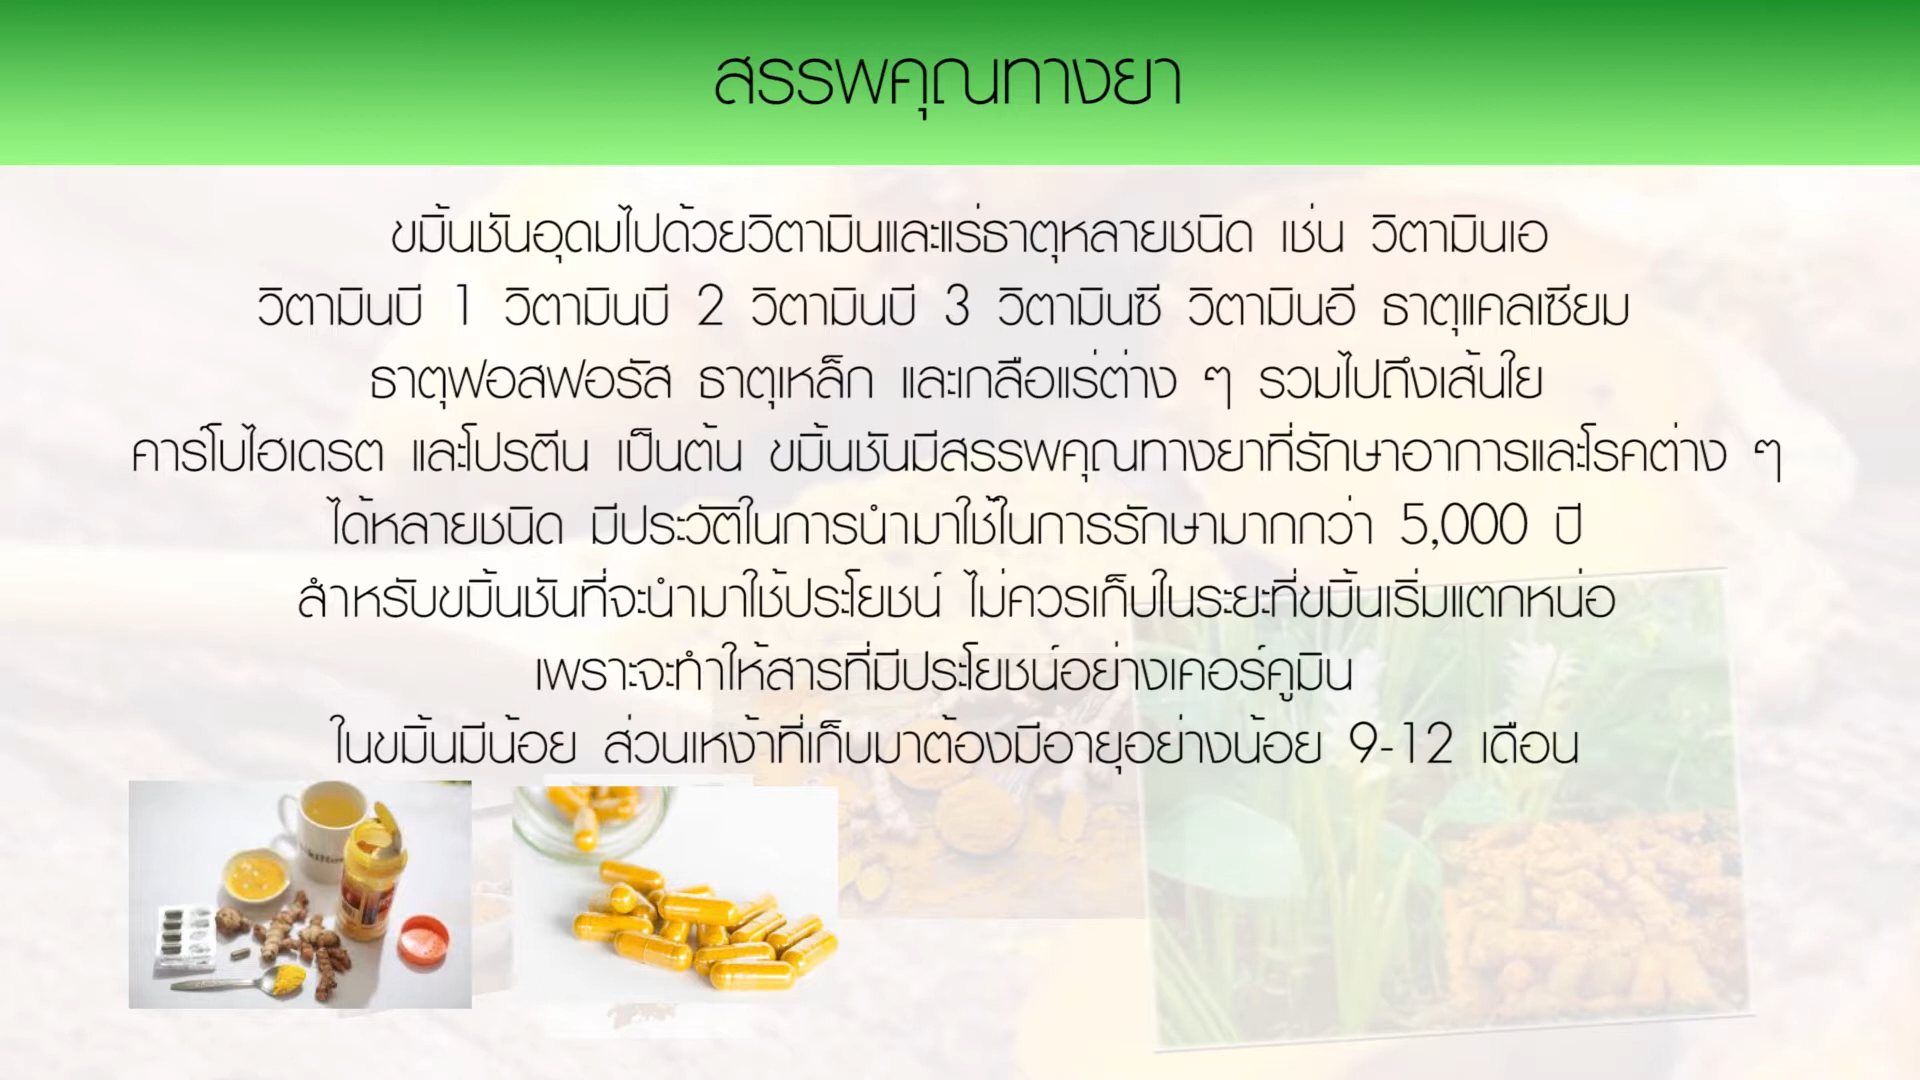 สรรพคุณทางยา
ขมิ้นชันอุดมไปด้วยวิตามินและแร่ธาตุหลายชนิด เช่น วิตามินเอ
วิตามินบี 1 วิตามินบี 2 วิตามินบี 3 วิตามินซี วิตามินอี ธาตุแคลเซียม
ธาตุฟอสฟอรัส ธาตุเหล็ก และเกลือแร่ต่าง ๆ รวมไปถึงเส้นใย
คาร์โบไฮเดรต และโปรตีน เป็นต้น ขมิ้นชันมีสรรพคุณทางยาที่รักษาอาการและโรคต่าง ๆ
ได้หลายชนิด มีประวัติในการนำมาใช้ในการรักษามากกว่า 5,000 ปี
สำหรับขมิ้นชันที่จะนำมาใช้ประโยชน์ ไม่ควรเก็บในระยะที่ขมิ้นเริ่มแตกหน่อ
เพราะจะทำให้สารที่มีประโยชน์อย่างเคอร์คูมิน
ในขมิ้นมีน้อย ส่วนเหง้าที่เก็บมาต้องมีอายุอย่างน้อย 9-12 เดือน